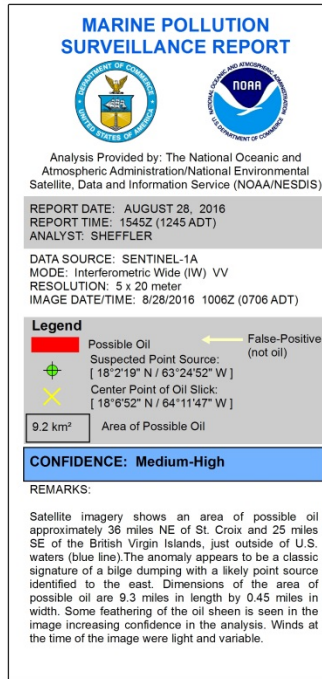 MARINE POLLUTION
SURVEILLANCE REPORT
DEPARTMENT OF COMMERCE
UNITED STATES OF AMERICA
NATIONAL OCEANIC AND ATMOSPHERIC ADMINISTRATION
NOAA
U.S. DEPARTMENT OF COMMERCE
Analysis Provided by: The National Oceanic and
Atmospheric Administration/National Environmental
Satellite, Data and Information Service (NOAA/NESDIS)
REPORT DATE: AUGUST 28, 2016
REPORT TIME: 1545Z (1245 ADT)
ANALYST: SHEFFLER
DATA SOURCE: SENTINEL-1A
MODE: Interferometric Wide (IW) VV
RESOLUTION: 5 x 20 meter
IMAGE DATE/TIME: 8/28/2016 1006Z (0706 ADT)
Legend
Possible Oil
False-Positive
(not oil)
Suspected Point Source:
[ 18°2'19" N / 63°24'52" W ]
Center Point of Oil Slick:
[ 18°6'52" N / 64°11'47" W ]
9.2 km² Area of Possible Oil
CONFIDENCE: Medium-High
REMARKS:
Satellite imagery shows an area of possible oil
approximately 36 miles NE of St. Croix and 25 miles
SE of the British Virgin Islands, just outside of U.S.
waters (blue line).The anomaly appears to be a classic
signature of a bilge dumping with a likely point source
identified to the east. Dimensions of the area of
possible oil are 9.3 miles in length by 0.45 miles in
width. Some feathering of the oil sheen is seen in the
image increasing confidence in the analysis. Winds at
the time of the image were light and variable.